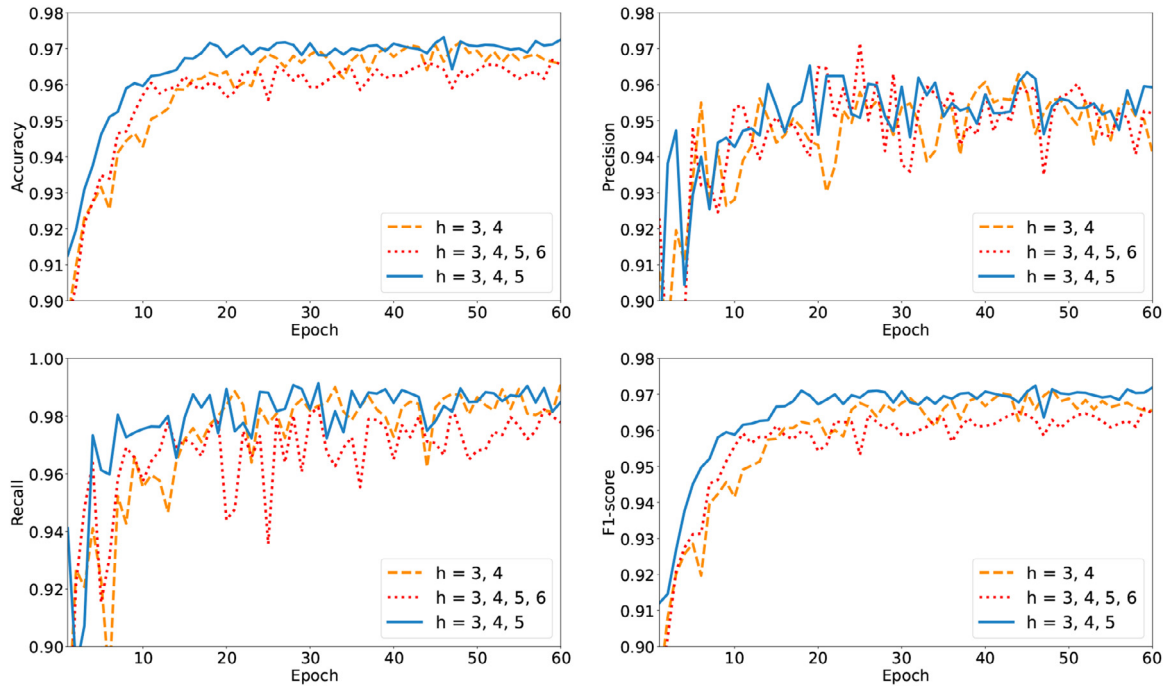 0.98
0.97
0.96
0.95
0.94
0.93
0.92
0.91
0.90
Accuracy
10 20 30 40 50 60
Epoch
h = 3, 4
h = 3, 4, 5, 6
h = 3, 4, 5
0.98
0.97
0.96
0.95
0.94
0.93
0.92
0.91
0.90
Precision
10 20 30 40 50 60
Epoch
h = 3, 4
h = 3, 4, 5, 6
h = 3, 4, 5
1.00
0.98
0.96
0.94
0.92
0.90
Recall
10 20 30 40 50 60
Epoch
h = 3, 4
h = 3, 4, 5, 6
h = 3, 4, 5
0.98
0.97
0.96
0.95
0.94
0.93
0.92
0.91
0.90
F1-score
10 20 30 40 50 60
Epoch
h = 3, 4
h = 3, 4, 5, 6
h = 3, 4, 5